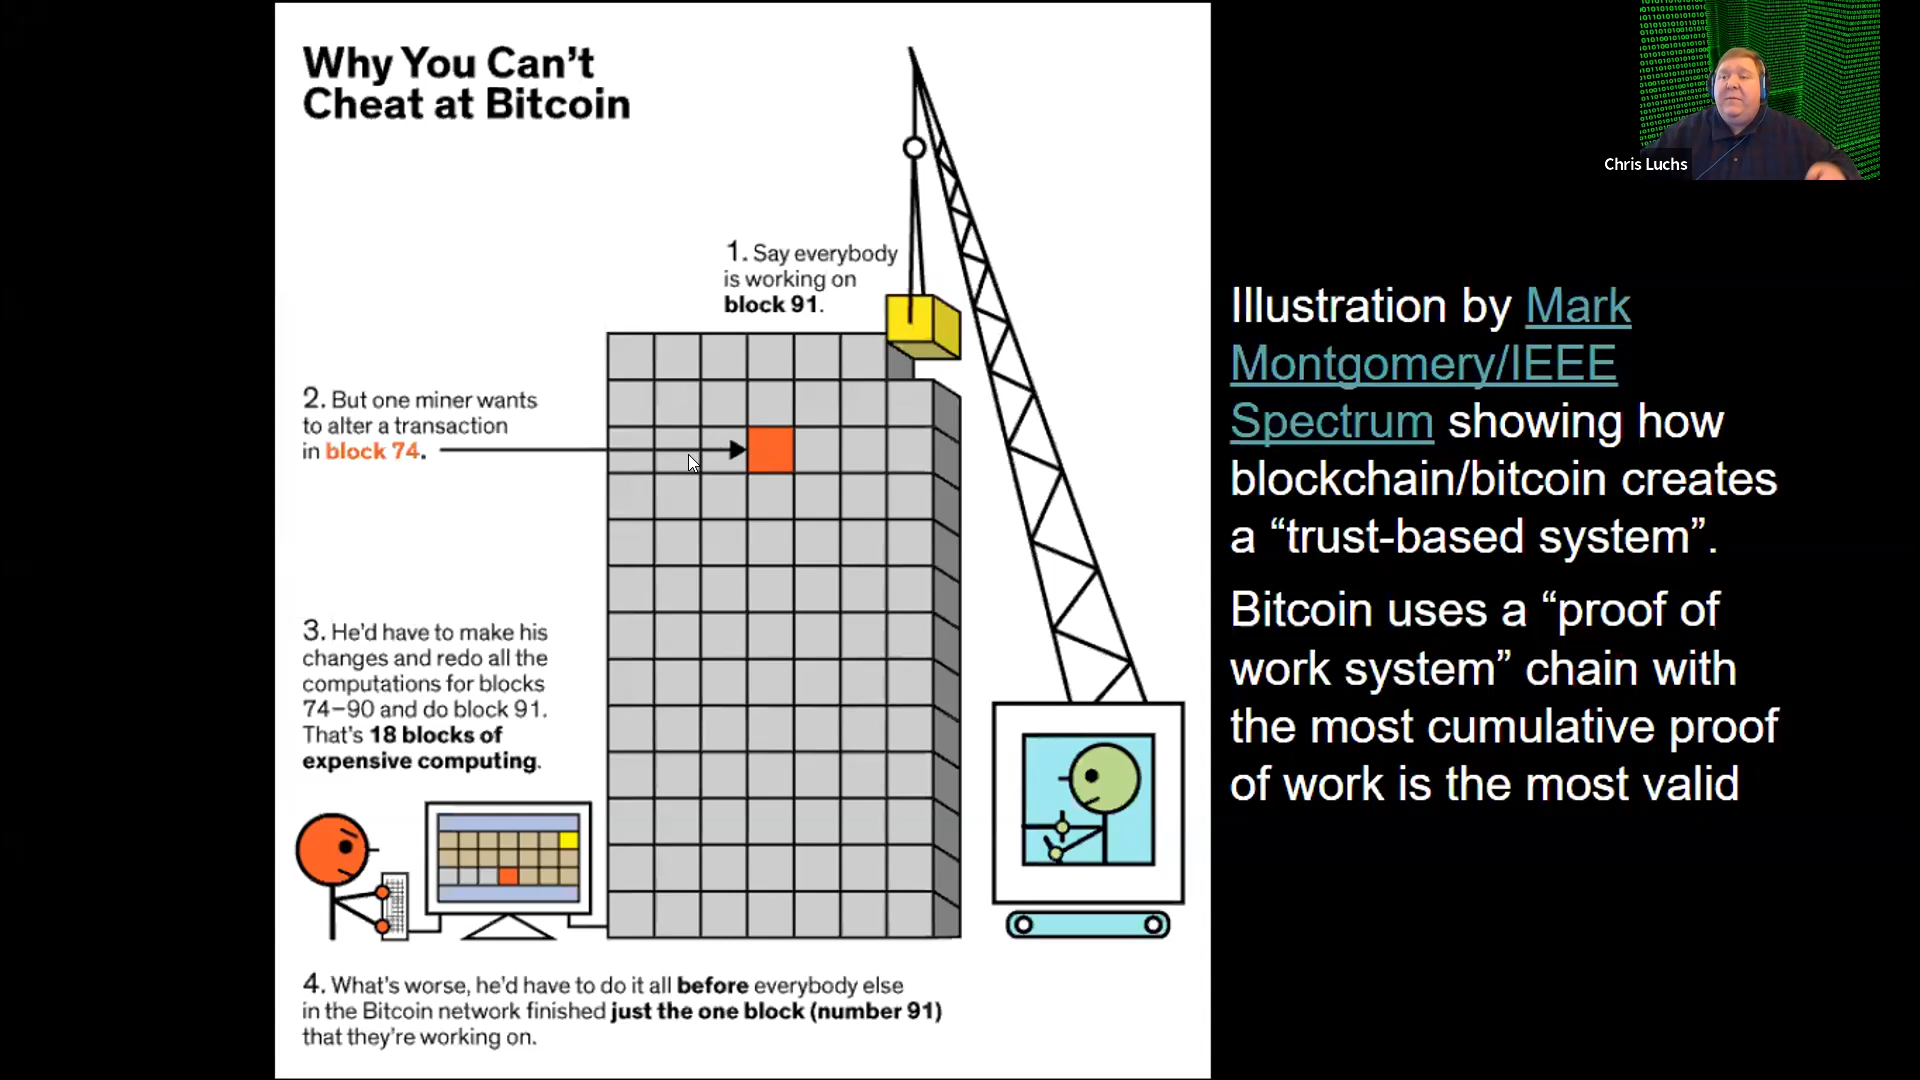 Why You Can't
Cheat at Bitcoin
1. Say everybody
is working on
block 91.
2. But one miner wants
to alter a transaction
in block 74.
3. He'd have to make his
changes and redo all the
computations for blocks
74–90 and do block 91.
That's 18 blocks of
expensive computing.
4. What's worse, he'd have to do it all before everybody else
in the Bitcoin network finished just the one block (number 91)
that they're working on.
Chris Luchs
Illustration by Mark
Montgomery/IEEE
Spectrum showing how
blockchain/bitcoin creates
a “trust-based system”.
Bitcoin uses a “proof of
work system” chain with
the most cumulative proof
of work is the most valid